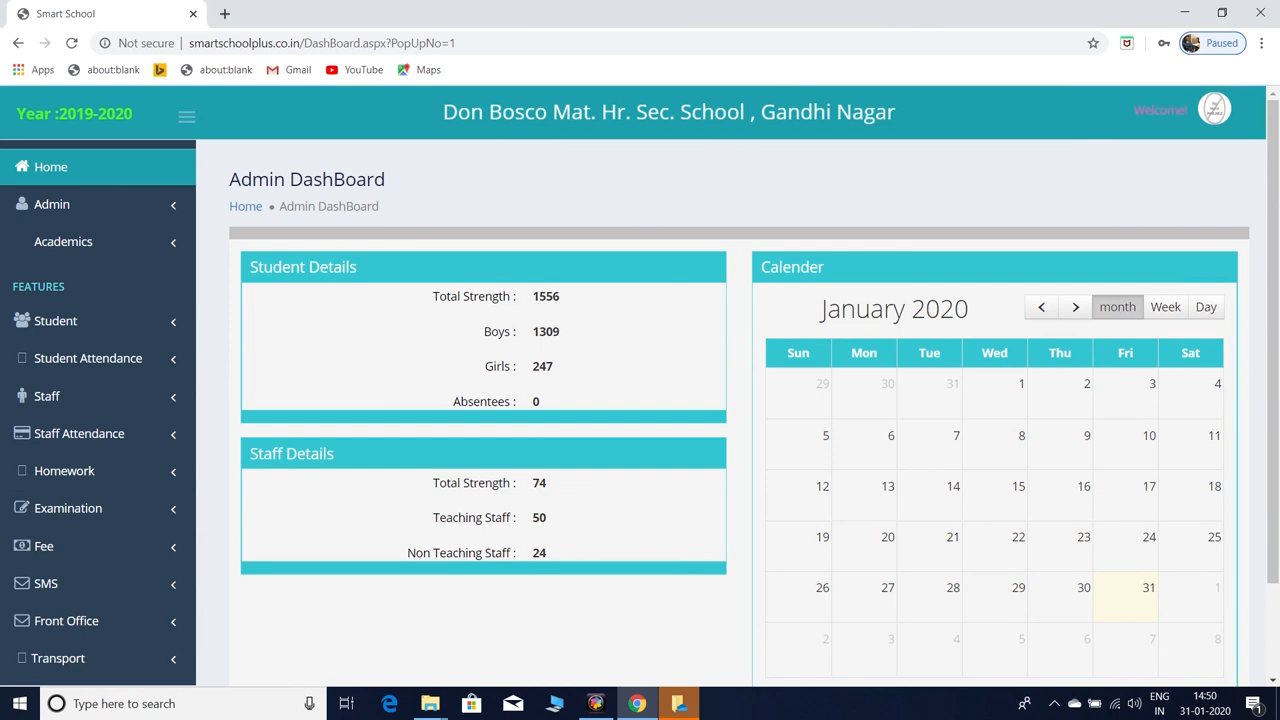 Smart School
Not secure
smartschoolplus.co.in/DashBoard.aspx?PopUpNo=1
Paused
Apps
about:blank
about:blank
Gmail
YouTube
Maps
Year :2019-2020
Don Bosco Mat. Hr. Sec. School , Gandhi Nagar
Welcome!
Home
Admin
Academics
FEATURES
Student
Student Attendance
Staff
Staff Attendance
Homework
Examination
Fee
SMS
Front Office
Transport
Admin DashBoard
Home ● Admin DashBoard
Student Details
Total Strength : 1556
Boys : 1309
Girls : 247
Absentees : 0
Staff Details
Total Strength : 74
Teaching Staff : 50
Non Teaching Staff : 24
Calender
January 2020
< > month Week Day
Sun Mon Tue Wed Thu Fri Sat
29 30 31 1 2 3 4
5 6 7 8 9 10 11
12 13 14 15 16 17 18
19 20 21 22 23 24 25
26 27 28 29 30 31 1
2 3 4 5 6 7 8
Type here to search
ENG
IN
14:50
31-01-2020
1